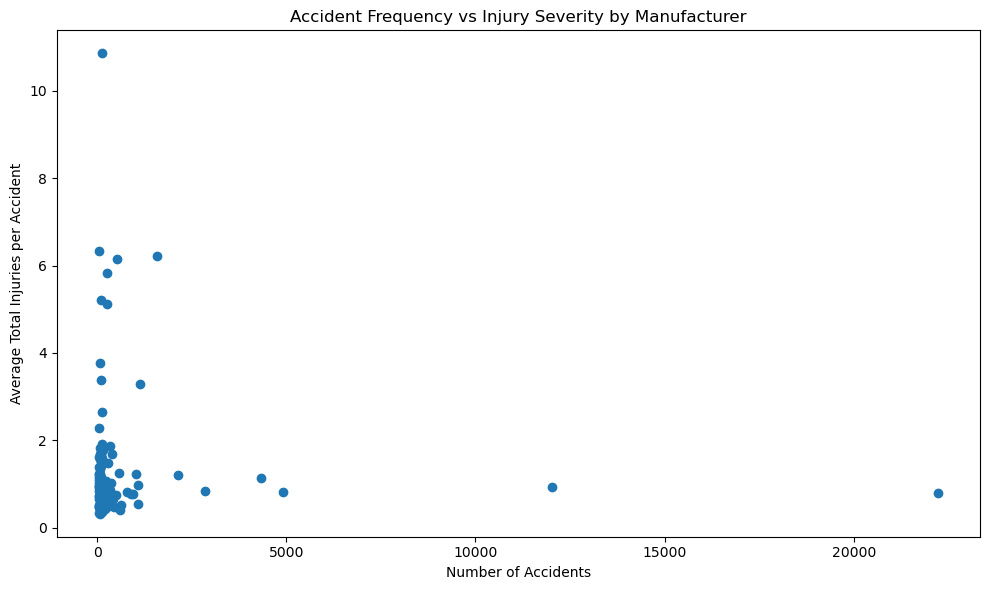 Accident Frequency vs Injury Severity by Manufacturer
Average Total Injuries per Accident
10
8
6
4
2
0
0 5000 10000 15000 20000
Number of Accidents